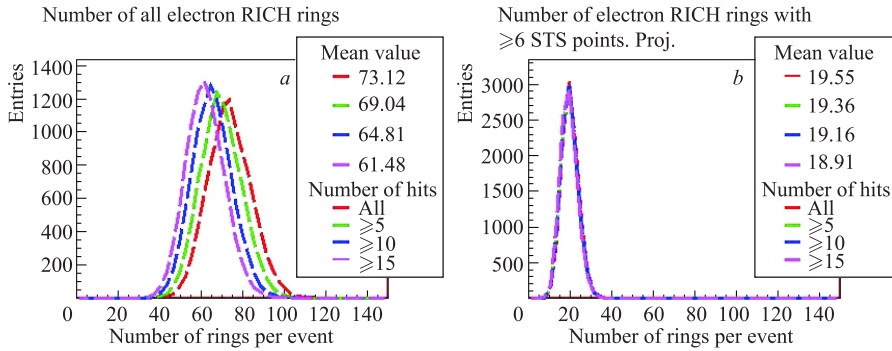 Number of all electron RICH rings
Entries
1400
1200
1000
800
600
400
200
0 20 40 60 80 100 120 140
Number of rings per event
a
Mean value
73.12
69.04
64.81
61.48
Number of hits
All
⩾5
⩾10
⩾15
Number of electron RICH rings with
⩾6 STS points. Proj.
Entries
3000
2500
2000
1500
1000
500
0 20 40 60 80 100 120 140
Number of rings per event
b
Mean value
19.55
19.36
19.16
18.91
Number of hits
All
⩾5
⩾10
⩾15